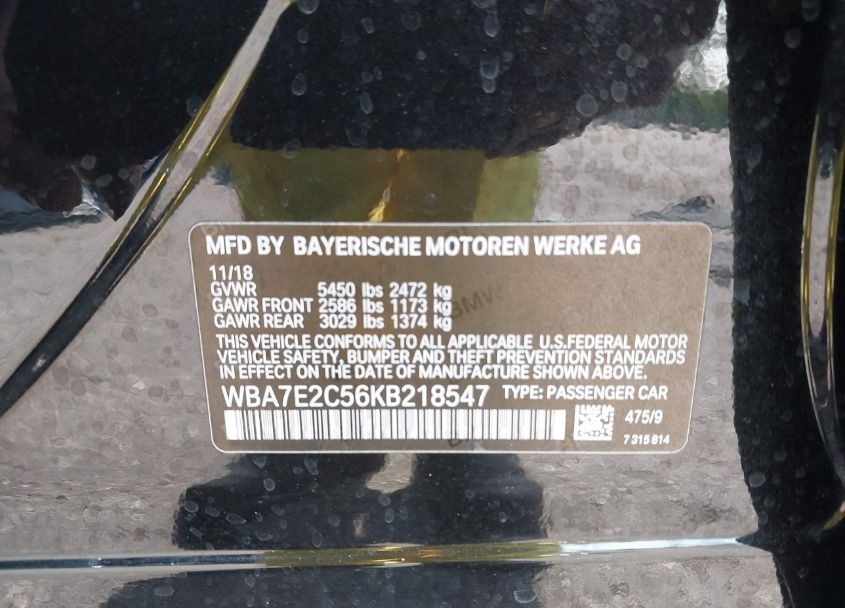 MFD BY BAYERISCHE MOTOREN WERKE AG
11/18
GVWR 5450 lbs 2472 kg
GAWR FRONT 2586 lbs 1173 kg
GAWR REAR 3029 lbs 1374 kg
THIS VEHICLE CONFORMS TO ALL APPLICABLE U.S.FEDERAL MOTOR
VEHICLE SAFETY, BUMPER AND THEFT PREVENTION STANDARDS
IN EFFECT ON THE DATE OF MANUFACTURE SHOWN ABOVE.
WBA7E2C56KB218547 TYPE: PASSENGER CAR
475/9
7 315 814
BMW